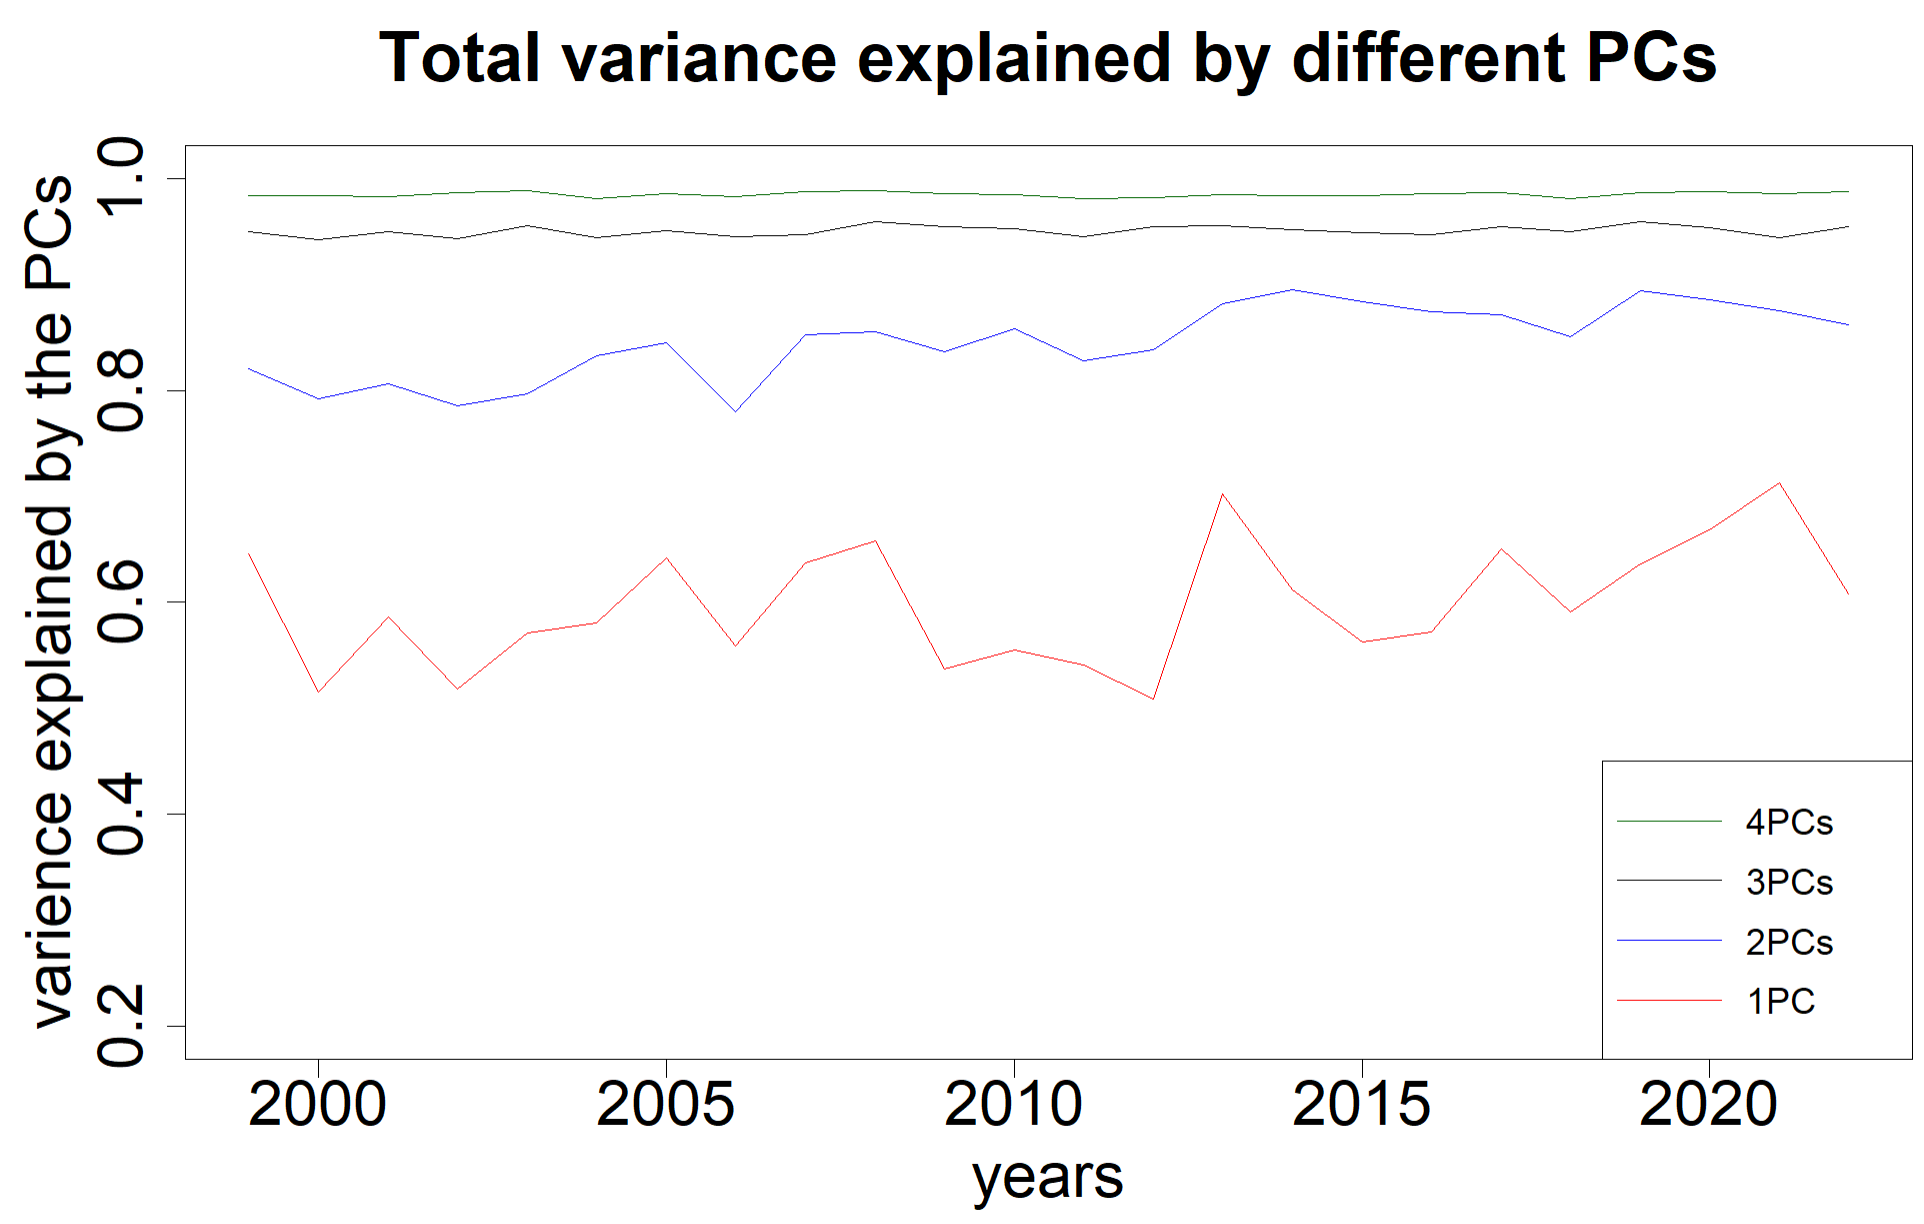 Total variance explained by different PCs
varience explained by the PCs
1.0
0.8
0.6
0.4
0.2
4PCs
3PCs
2PCs
1PC
2000 2005 2010 2015 2020
years